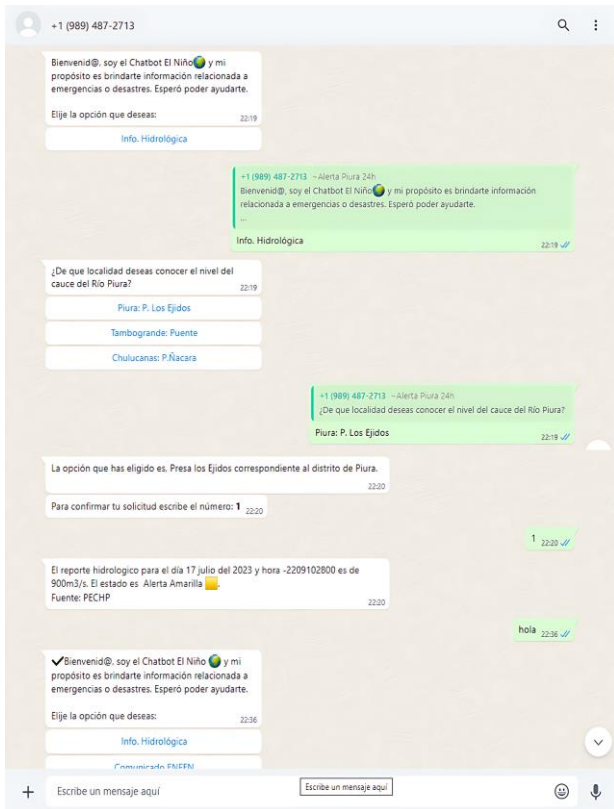 +1 (989) 487-2713
Bienvenid@, soy el Chatbot El Niño🌍 y mi
propósito es brindarte información relacionada a
emergencias o desastres. Esperó poder ayudarte.
Elije la opción que deseas:
22:19
Info. Hidrológica
+1 (989) 487-2713 ~Alerta Piura 24h
Bienvenid@, soy el Chatbot El Niño🌍 y mi propósito es brindarte información
relacionada a emergencias o desastres. Esperó poder ayudarte.
...
Info. Hidrológica
22:19
¿De que localidad deseas conocer el nivel del
cauce del Río Piura?
22:19
Piura: P. Los Ejidos
Tambogrande: Puente
Chulucanas: P.Ñacara
+1 (989) 487-2713 ~Alerta Piura 24h
¿De que localidad deseas conocer el nivel del cauce del Río Piura?
Piura: P. Los Ejidos
22:19
La opción que has eligido es. Presa los Ejidos correspondiente al distrito de Piura.
22:20
Para confirmar tu solicitud escribe el número: 1 22:20
1 22:20
El reporte hidrologico para el día 17 julio del 2023 y hora -2209102800 es de
900m3/s. El estado es Alerta Amarilla 🟨.
Fuente: PECHP
22:20
hola 22:36
✔Bienvenid@, soy el Chatbot El Niño 🌍 y mi
propósito es brindarte información relacionada a
emergencias o desastres. Esperó poder ayudarte.
Elije la opción que deseas:
22:36
Info. Hidrológica
Comunicado ENFEN
Escribe un mensaje aquí
Escribe un mensaje aquí